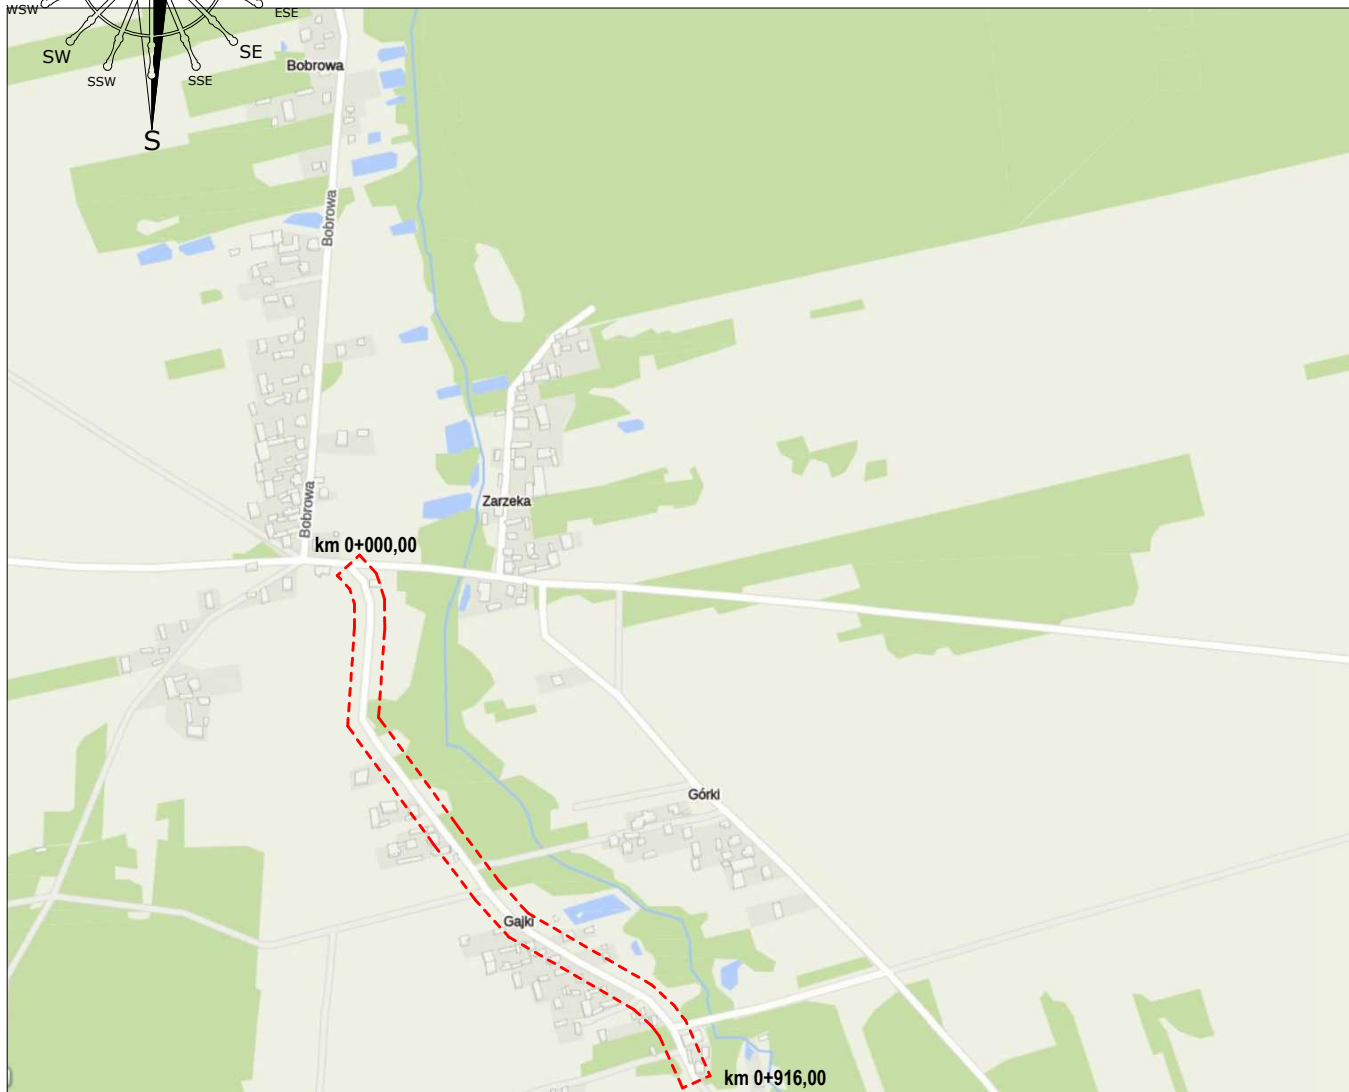 WSW
ESE
SW
SE
SSW
SSE
S
Bobrowa
Bobrowa
Zarzeka
Bobrowa
km 0+000,00
Górki
Gajki
km 0+916,00